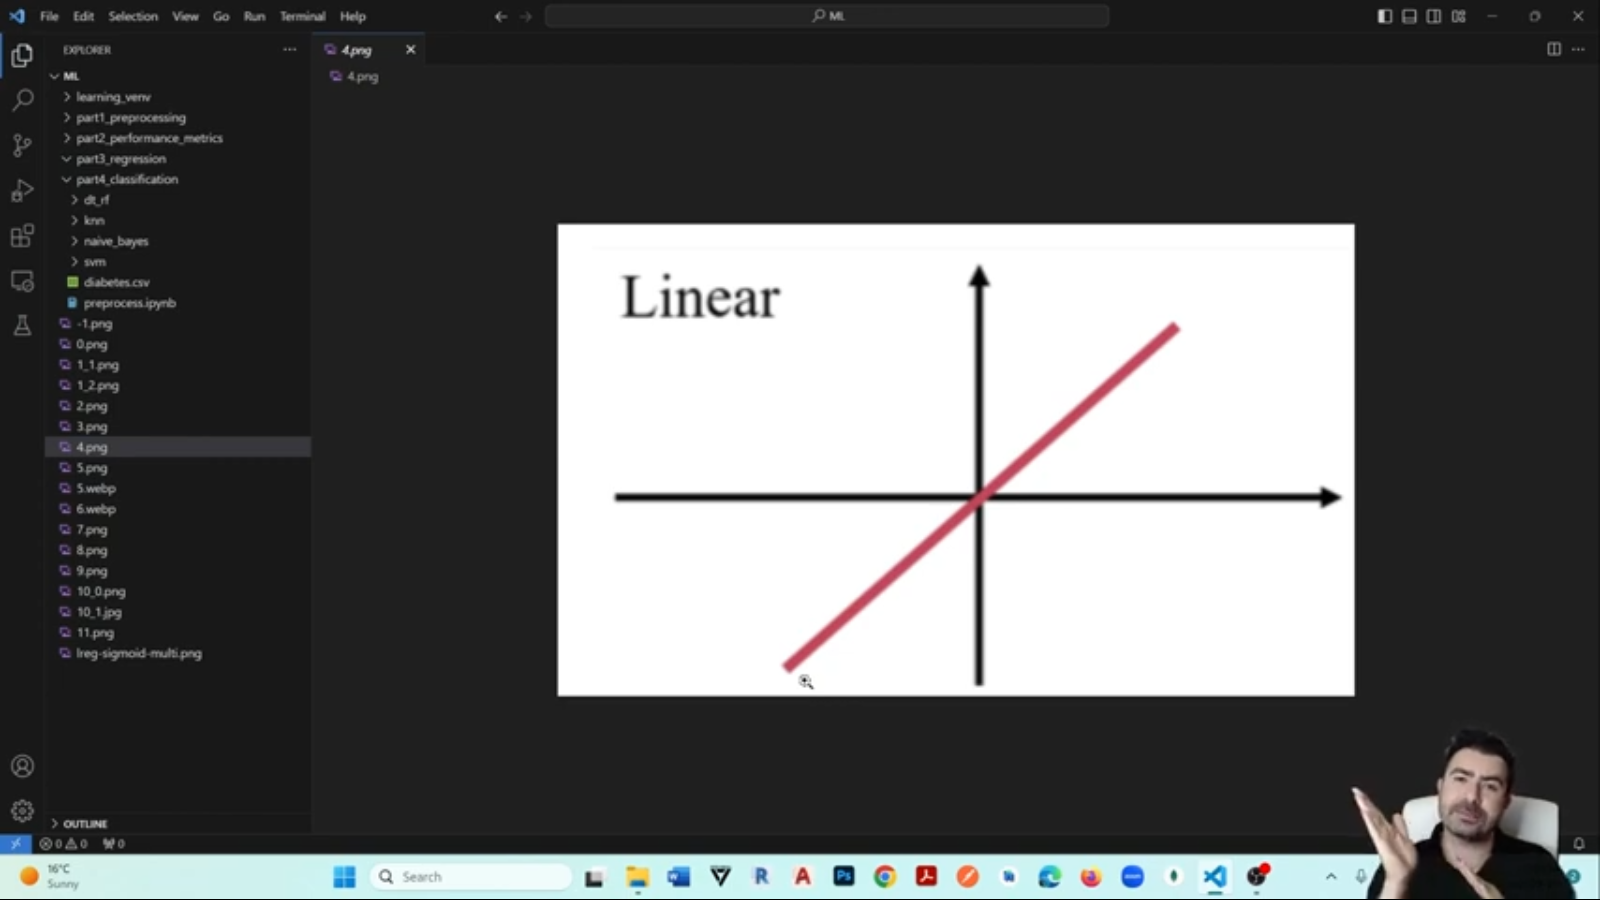 File Edit Selection View Go Run Terminal Help
ML
EXPLORER
4.png
ML
4.png
learning_venv
part1_preprocessing
part2_performance_metrics
part3_regression
part4_classification
dt_rf
knn
naive_bayes
svm
diabetes.csv
preprocess.ipynb
-1.png
0.png
1_1.png
1_2.png
2.png
3.png
4.png
5.png
5.webp
6.webp
7.png
8.png
9.png
10_0.png
10_1.jpg
11.png
lreg-sigmoid-multi.png
Linear
OUTLINE
0 0 0
16°C
Sunny
Search